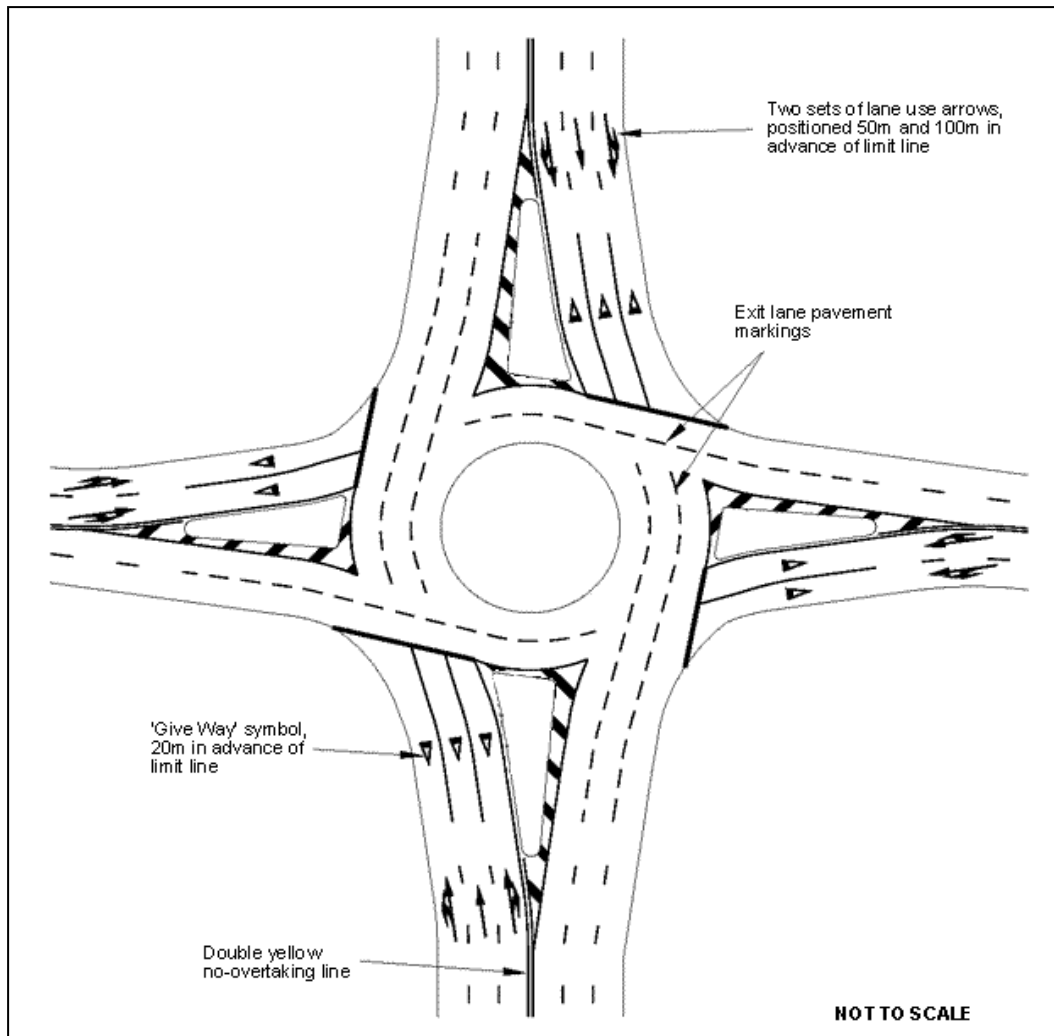 Two sets of lane use arrows,
positioned 50m and 100m in
advance of limit line
Exit lane pavement
markings
'Give Way' symbol,
20m in advance of
limit line
Double yellow
no-overtaking line
NOT TO SCALE